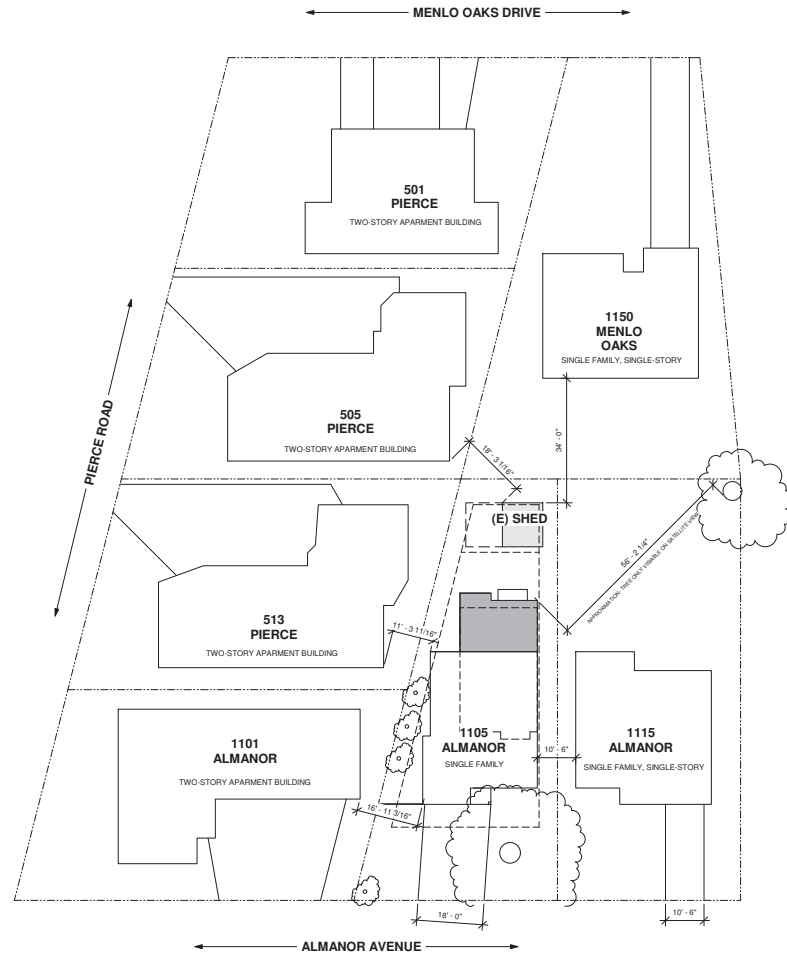 MENLO OAKS DRIVE
501
PIERCE
TWO-STORY APARMENT BUILDING
1150
MENLO
OAKS
SINGLE FAMILY, SINGLE-STORY
PIERCE ROAD
505
PIERCE
TWO-STORY APARMENT BUILDING
18' - 3 1/16"
34' - 0"
(E) SHED
56' - 2 1/4"
APPROXIMATION- TREE ONLY VISIABLE ON SATELLITE VIEW
513
PIERCE
TWO-STORY APARMENT BUILDING
11' - 3 11/16"
1101
ALMANOR
TWO-STORY APARMENT BUILDING
1105
ALMANOR
SINGLE FAMILY
10' - 6"
1115
ALMANOR
SINGLE FAMILY, SINGLE-STORY
16' - 11 3/16"
18' - 0"
10' - 6"
ALMANOR AVENUE